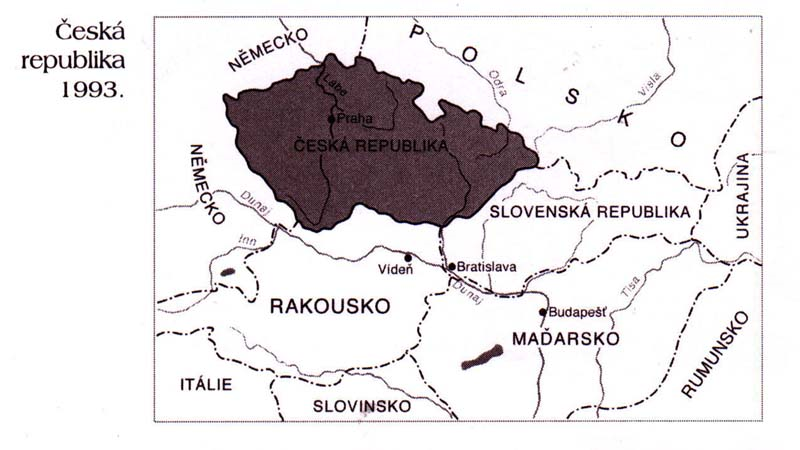 Česká
republika
1993.
NĚMECKO
POLSKO
Labe
Odra
Visla
Praha
ČESKÁ REPUBLIKA
NĚMECKO
UKRAJINA
Dunaj
SLOVENSKÁ REPUBLIKA
Inn
Vídeň
Bratislava
Dunaj
Tisa
RAKOUSKO
Budapešť
MAĎARSKO
RUMUNSKO
ITÁLIE
SLOVINSKO